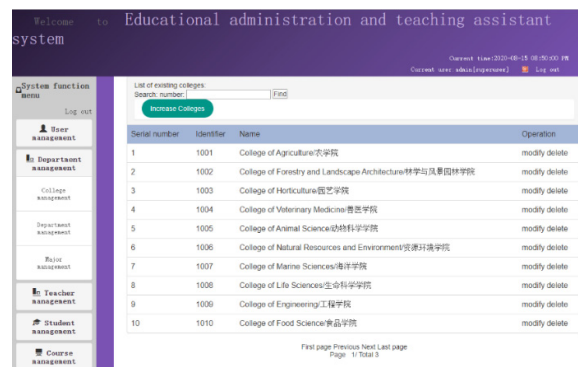 Welcome to Educational administration and teaching assistant
system
Current time:2020-08-15 08:50:00 PM
Current user admin[superuser] Log out
System function
menu
Log out
User
management
Department
management
College
management
Department
management
Major
management
Teacher
management
Student
management
Course
management
List of existing colleges:
Search: number: Find
Increase Colleges
Serial number Identifier Name Operation
1 1001 College of Agriculture/农学院 modify delete
2 1002 College of Forestry and Landscape Architecture/林学与风景园林学院 modify delete
3 1003 College of Horticulture/园艺学院 modify delete
4 1004 College of Veterinary Medicine/兽医学院 modify delete
5 1005 College of Animal Science/动物科学学院 modify delete
6 1006 College of Natural Resources and Environment/资源环境学院 modify delete
7 1007 College of Marine Sciences/海洋学院 modify delete
8 1008 College of Life Sciences/生命科学学院 modify delete
9 1009 College of Engineering/工程学院 modify delete
10 1010 College of Food Science/食品学院 modify delete
First page Previous Next Last page
Page 1/ Total 3